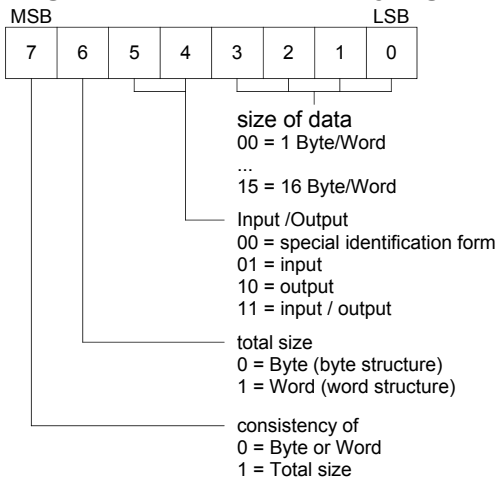 MSB LSB
7 6 5 4 3 2 1 0
size of data
00 = 1 Byte/Word
...
15 = 16 Byte/Word
Input /Output
00 = special identification form
01 = input
10 = output
11 = input / output
total size
0 = Byte (byte structure)
1 = Word (word structure)
consistency of
0 = Byte or Word
1 = Total size